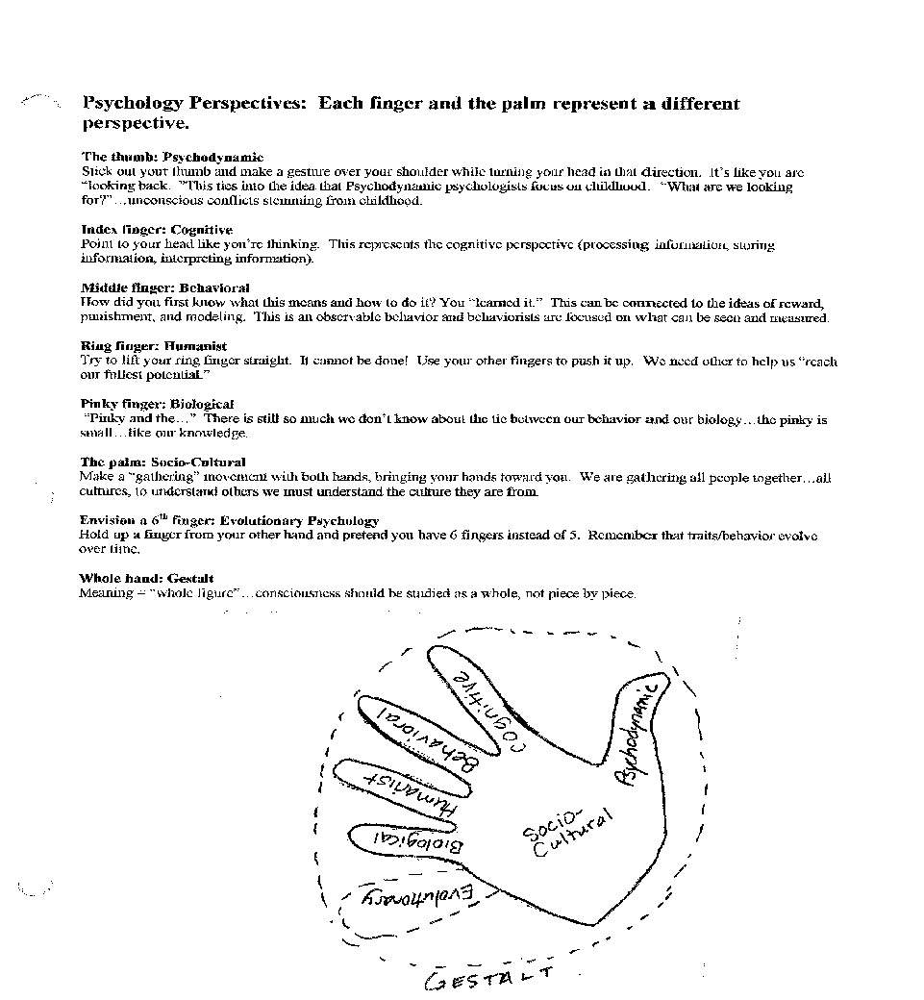 Psychology Perspectives: Each finger and the palm represent a different
perspective.
The thumb: Psychodynamic
Stick out your thumb and make a gesture over your shoulder while turning your head in that direction. It's like you are
"looking back. "This ties into the idea that Psychodynamic psychologists focus on childhood. "What are we looking
for?"…unconscious conflicts stemming from childhood.
Index finger: Cognitive
Point to your head like you're thinking. This represents the cognitive perspective (processing information, storing
information, interpreting information).
Middle finger: Behavioral
How did you first know what this means and how to do it? You "learned it." This can be connected to the ideas of reward,
punishment, and modeling. This is an observable behavior and behaviorists are focused on what can be seen and measured.
Ring finger: Humanist
Try to lift your ring finger straight. It cannot be done! Use your other fingers to push it up. We need other to help us "reach
our fullest potential."
Pinky finger: Biological
"Pinky and the…" There is still so much we don't know about the tie between our behavior and our biology…the pinky is
small…like our knowledge.
The palm: Socio-Cultural
Make a "gathering" movement with both hands, bringing your hands toward you. We are gathering all people together…all
cultures, to understand others we must understand the culture they are from.
Envision a 6th finger: Evolutionary Psychology
Hold up a finger from your other hand and pretend you have 6 fingers instead of 5. Remember that traits/behavior evolve
over time.
Whole hand: Gestalt
Meaning = "whole figure"…consciousness should be studied as a whole, not piece by piece.
Cognitive
Psychodynamic
Behavioral
Humanist
Socio-
Cultural
Biological
Evolutionary
GESTALT